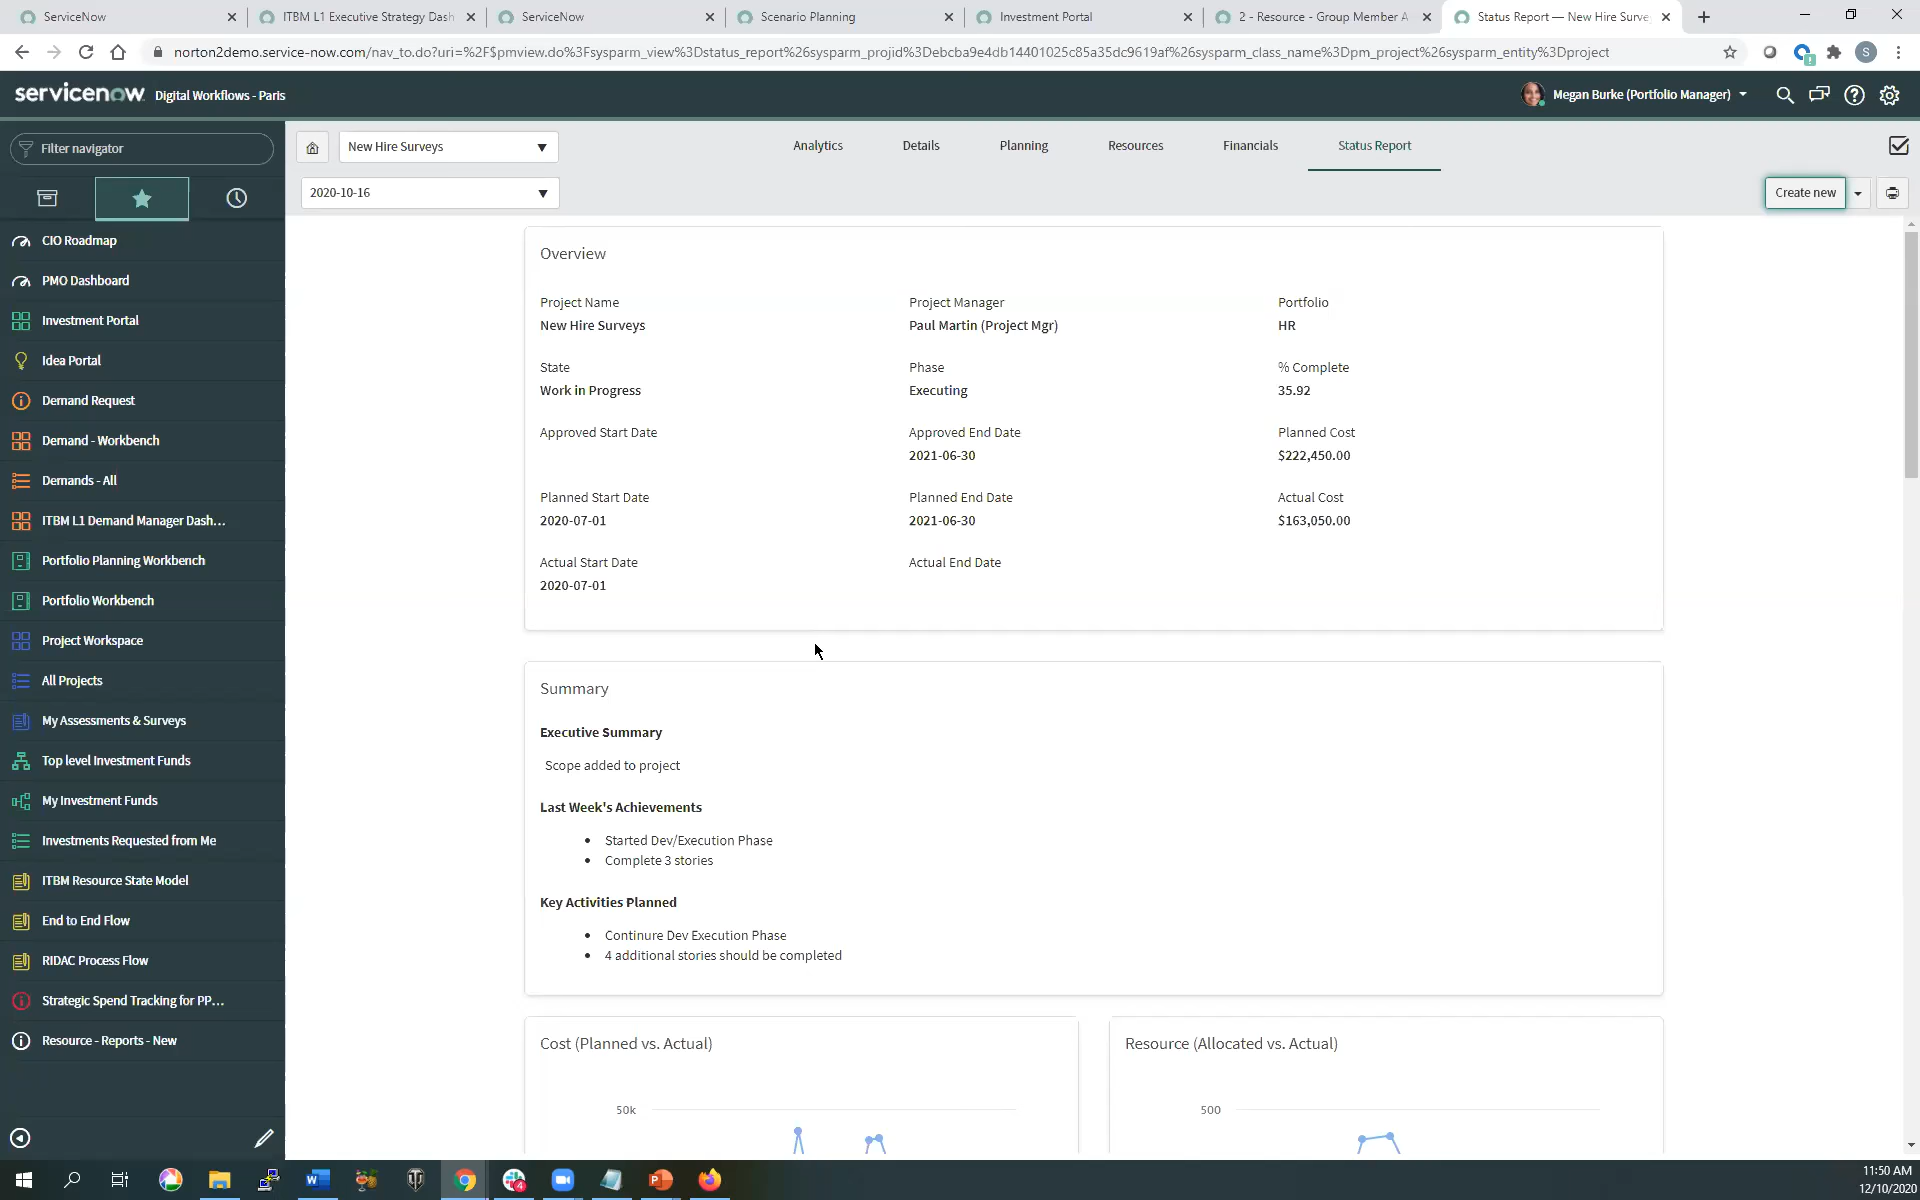 ServiceNow
ITBM L1 Executive Strategy Dash
ServiceNow
Scenario Planning
Investment Portal
2 - Resource - Group Member A
Status Report — New Hire Surve
norton2demo.service-now.com/nav_to.do?uri=%2F$pmview.do%3Fsysparm_view%3Dstatus_report%26sysparm_projid%3Debcba9e4db14401025c85a35dc9619af%26sysparm_class_name%3Dpm_project%26sysparm_entity%3Dproject
S
servicenow Digital Workflows - Paris
Megan Burke (Portfolio Manager)
Filter navigator
New Hire Surveys
Analytics
Details
Planning
Resources
Financials
Status Report
2020-10-16
Create new
CIO Roadmap
PMO Dashboard
Investment Portal
Idea Portal
Demand Request
Demand - Workbench
Demands - All
ITBM L1 Demand Manager Dash...
Portfolio Planning Workbench
Portfolio Workbench
Project Workspace
All Projects
My Assessments & Surveys
Top level Investment Funds
My Investment Funds
Investments Requested from Me
ITBM Resource State Model
End to End Flow
RIDAC Process Flow
Strategic Spend Tracking for PP...
Resource - Reports - New
Overview
Project Name
New Hire Surveys
Project Manager
Paul Martin (Project Mgr)
Portfolio
HR
State
Work in Progress
Phase
Executing
% Complete
35.92
Approved Start Date
Approved End Date
2021-06-30
Planned Cost
$222,450.00
Planned Start Date
2020-07-01
Planned End Date
2021-06-30
Actual Cost
$163,050.00
Actual Start Date
2020-07-01
Actual End Date
Summary
Executive Summary
Scope added to project
Last Week's Achievements
• Started Dev/Execution Phase
• Complete 3 stories
Key Activities Planned
• Continure Dev Execution Phase
• 4 additional stories should be completed
Cost (Planned vs. Actual)
50k
Resource (Allocated vs. Actual)
500
11:50 AM
12/10/2020